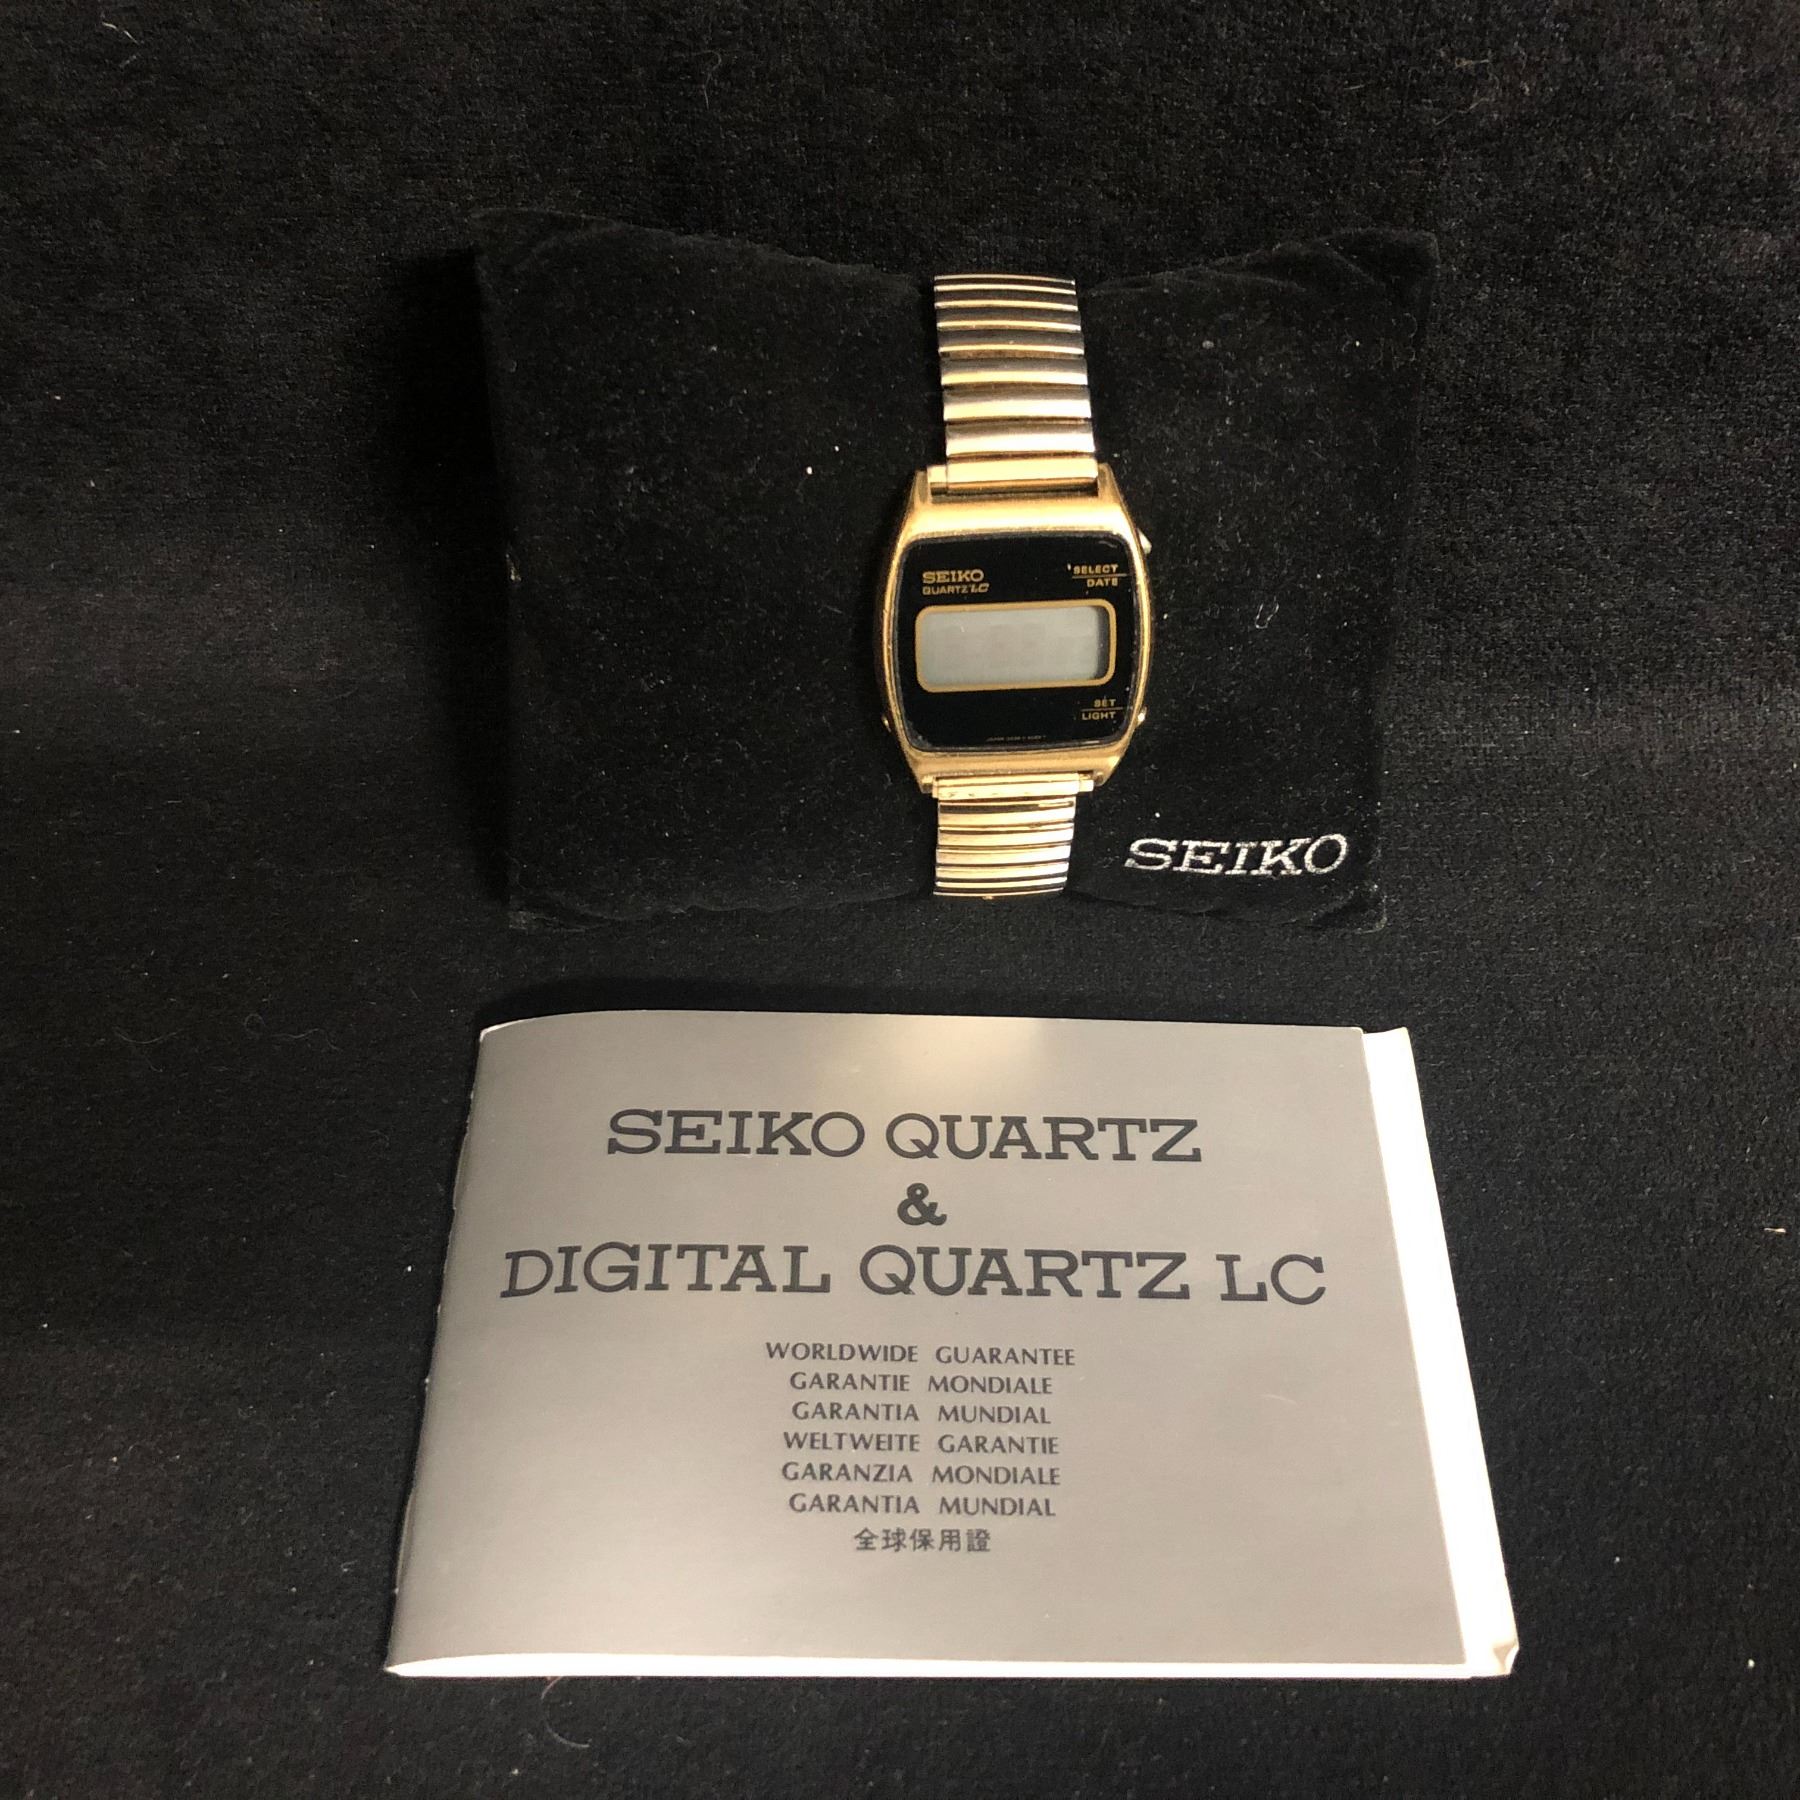 SEIKO
QUARTZ LC
SELECT
DATE
SET
LIGHT
JAPAN
SEIKO
SEIKO QUARTZ
&
DIGITAL QUARTZ LC
WORLDWIDE GUARANTEE
GARANTIE MONDIALE
GARANTIA MUNDIAL
WELTWEITE GARANTIE
GARANZIA MONDIALE
GARANTIA MUNDIAL
全球保用證